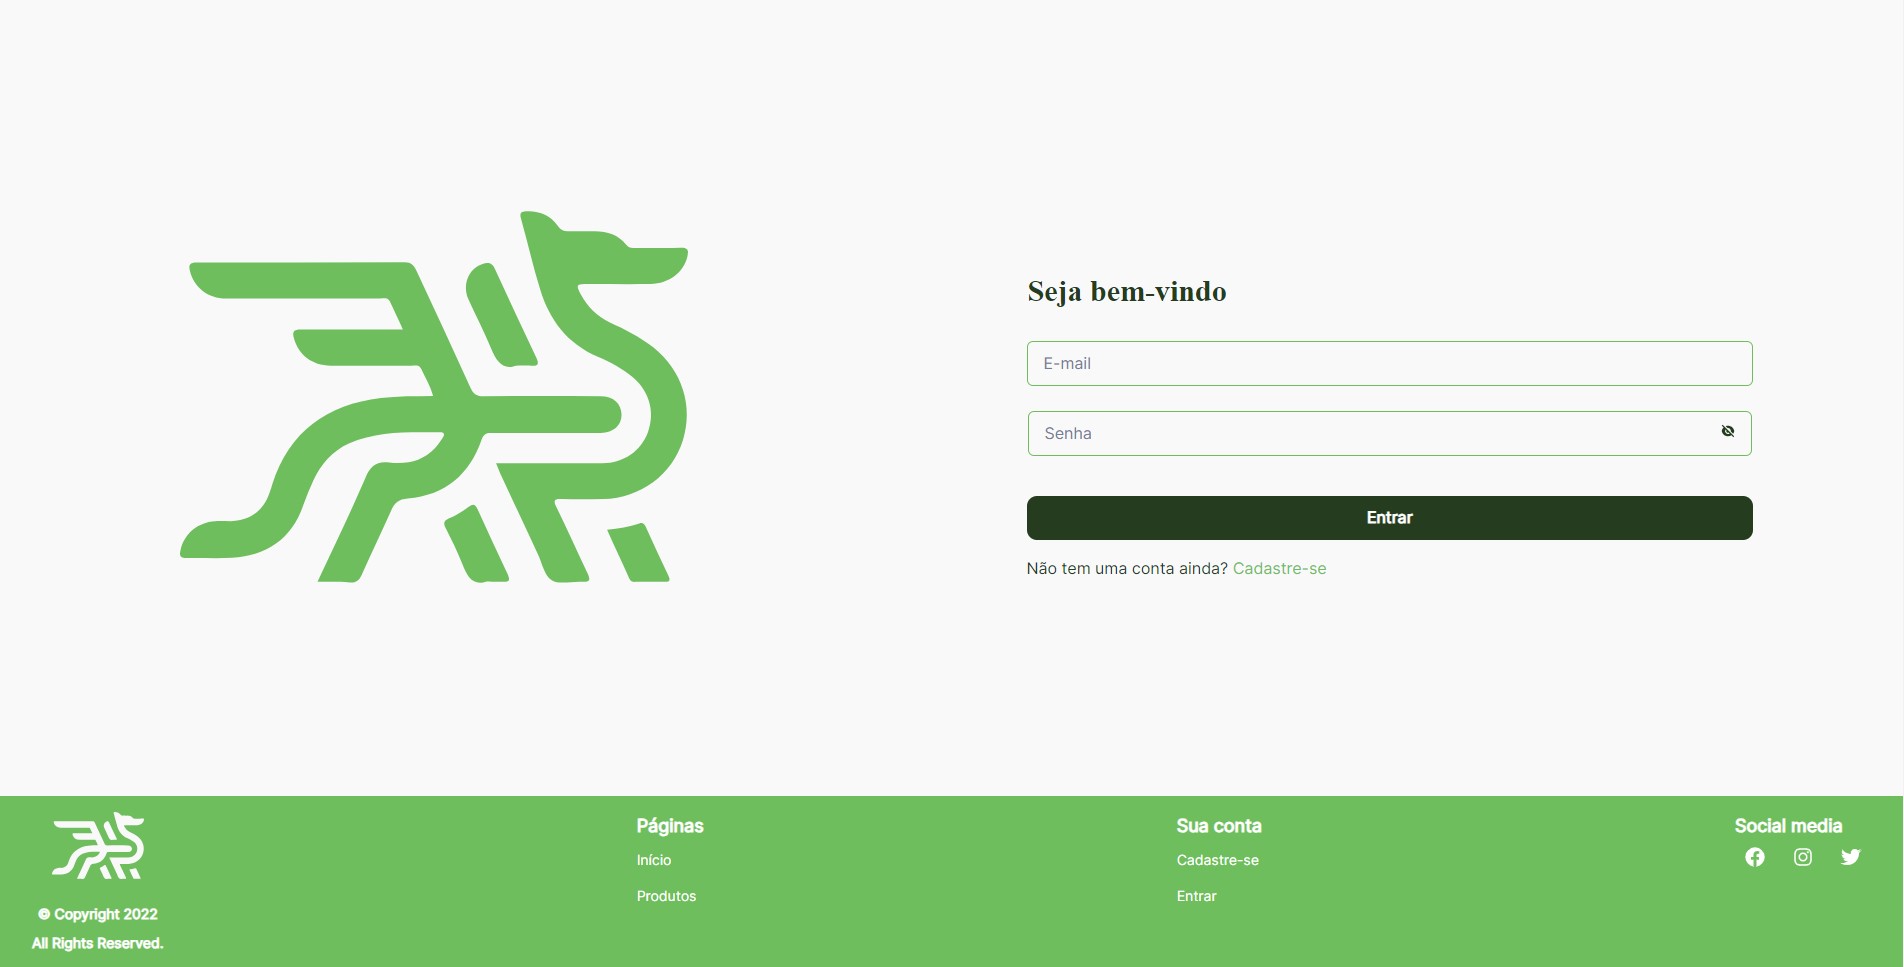 Seja bem-vindo
E-mail
Senha
Entrar
Não tem uma conta ainda? Cadastre-se
© Copyright 2022
All Rights Reserved.
Páginas
Início
Produtos
Sua conta
Cadastre-se
Entrar
Social media